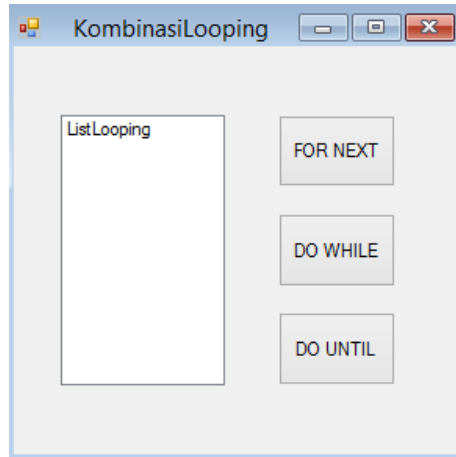 KombinasiLooping
ListLooping
FOR NEXT
DO WHILE
DO UNTIL